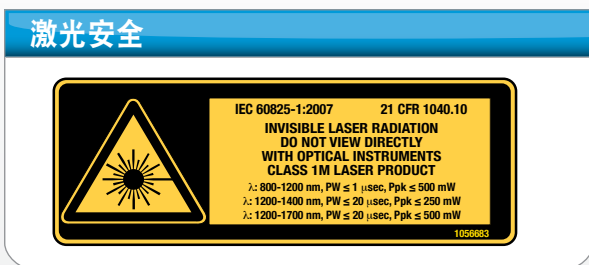 激光安全
IEC 60825-1:2007 21 CFR 1040.10
INVISIBLE LASER RADIATION
DO NOT VIEW DIRECTLY
WITH OPTICAL INSTRUMENTS
CLASS 1M LASER PRODUCT
λ: 800-1200 nm, PW ≤ 1 μsec, Ppk ≤ 500 mW
λ: 1200-1400 nm, PW ≤ 20 μsec, Ppk ≤ 250 mW
λ: 1200-1700 nm, PW ≤ 20 μsec, Ppk ≤ 500 mW
1056683